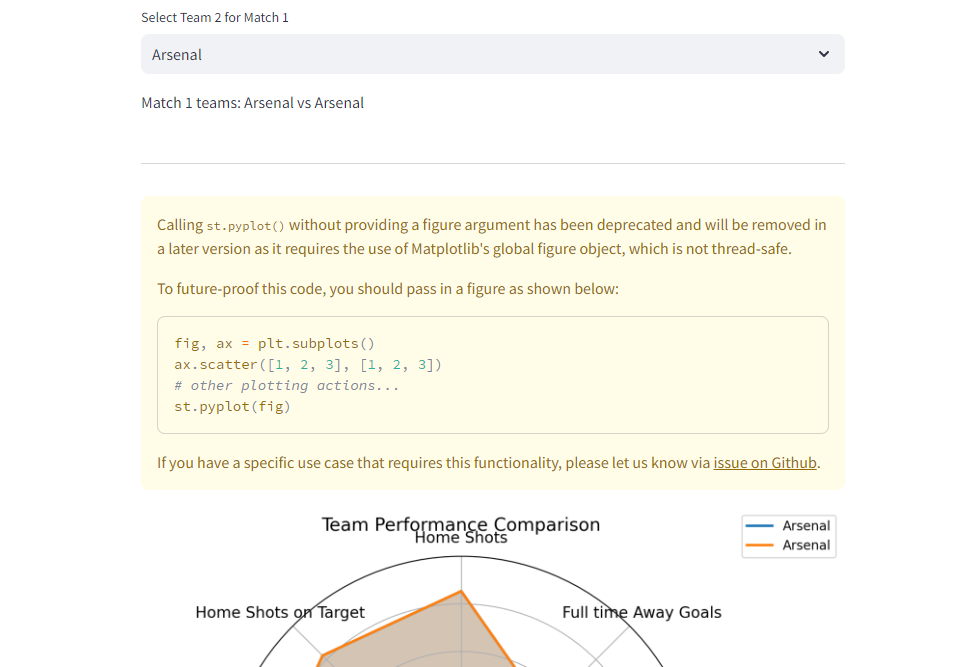 Select Team 2 for Match 1
Arsenal
Match 1 teams: Arsenal vs Arsenal
Calling st.pyplot() without providing a figure argument has been deprecated and will be removed in
a later version as it requires the use of Matplotlib's global figure object, which is not thread-safe.
To future-proof this code, you should pass in a figure as shown below:
fig, ax = plt.subplots()
ax.scatter([1, 2, 3], [1, 2, 3])
# other plotting actions...
st.pyplot(fig)
If you have a specific use case that requires this functionality, please let us know via issue on Github.
Team Performance Comparison
Home Shots
Arsenal
Arsenal
Home Shots on Target
Full time Away Goals